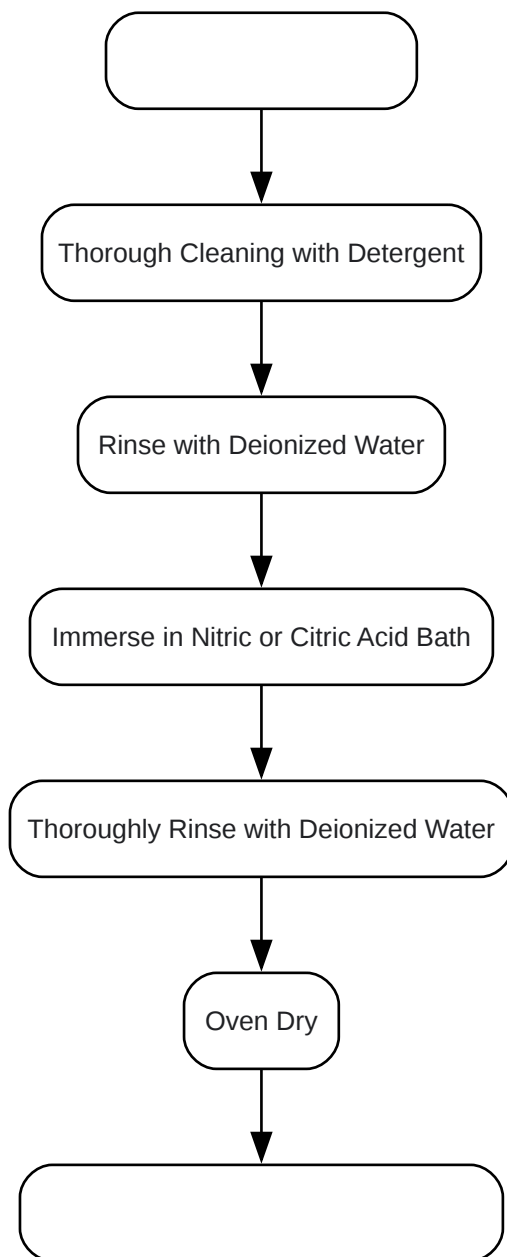 Thorough Cleaning with Detergent
Rinse with Deionized Water
Immerse in Nitric or Citric Acid Bath
Thoroughly Rinse with Deionized Water
Oven Dry